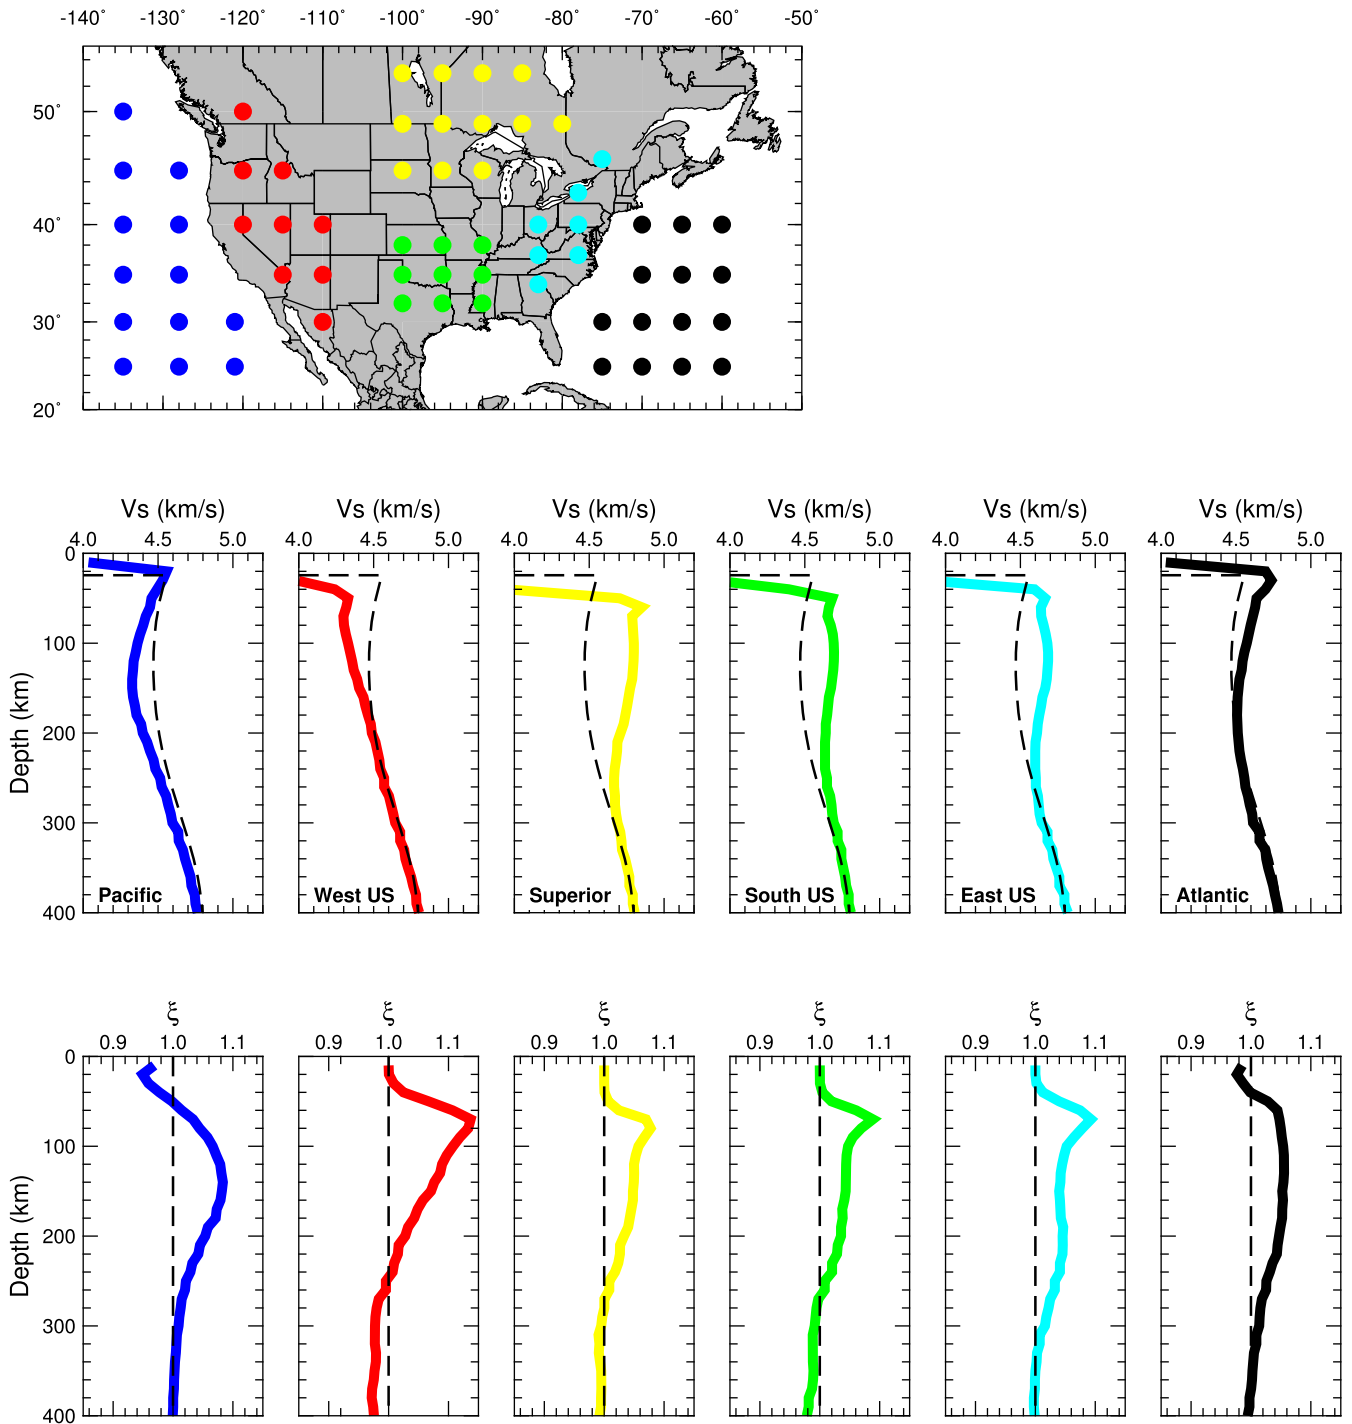 -140° -130° -120° -110° -100° -90° -80° -70° -60° -50°
50°
40°
30°
20°
Vs (km/s) Vs (km/s) Vs (km/s) Vs (km/s) Vs (km/s) Vs (km/s)
4.0 4.5 5.0 4.0 4.5 5.0 4.0 4.5 5.0 4.0 4.5 5.0 4.0 4.5 5.0 4.0 4.5 5.0
0
100
200
300
400
Depth (km)
Pacific West US Superior South US East US Atlantic
ξ ξ ξ ξ ξ ξ
0.9 1.0 1.1 0.9 1.0 1.1 0.9 1.0 1.1 0.9 1.0 1.1 0.9 1.0 1.1 0.9 1.0 1.1
0
100
200
300
400
Depth (km)